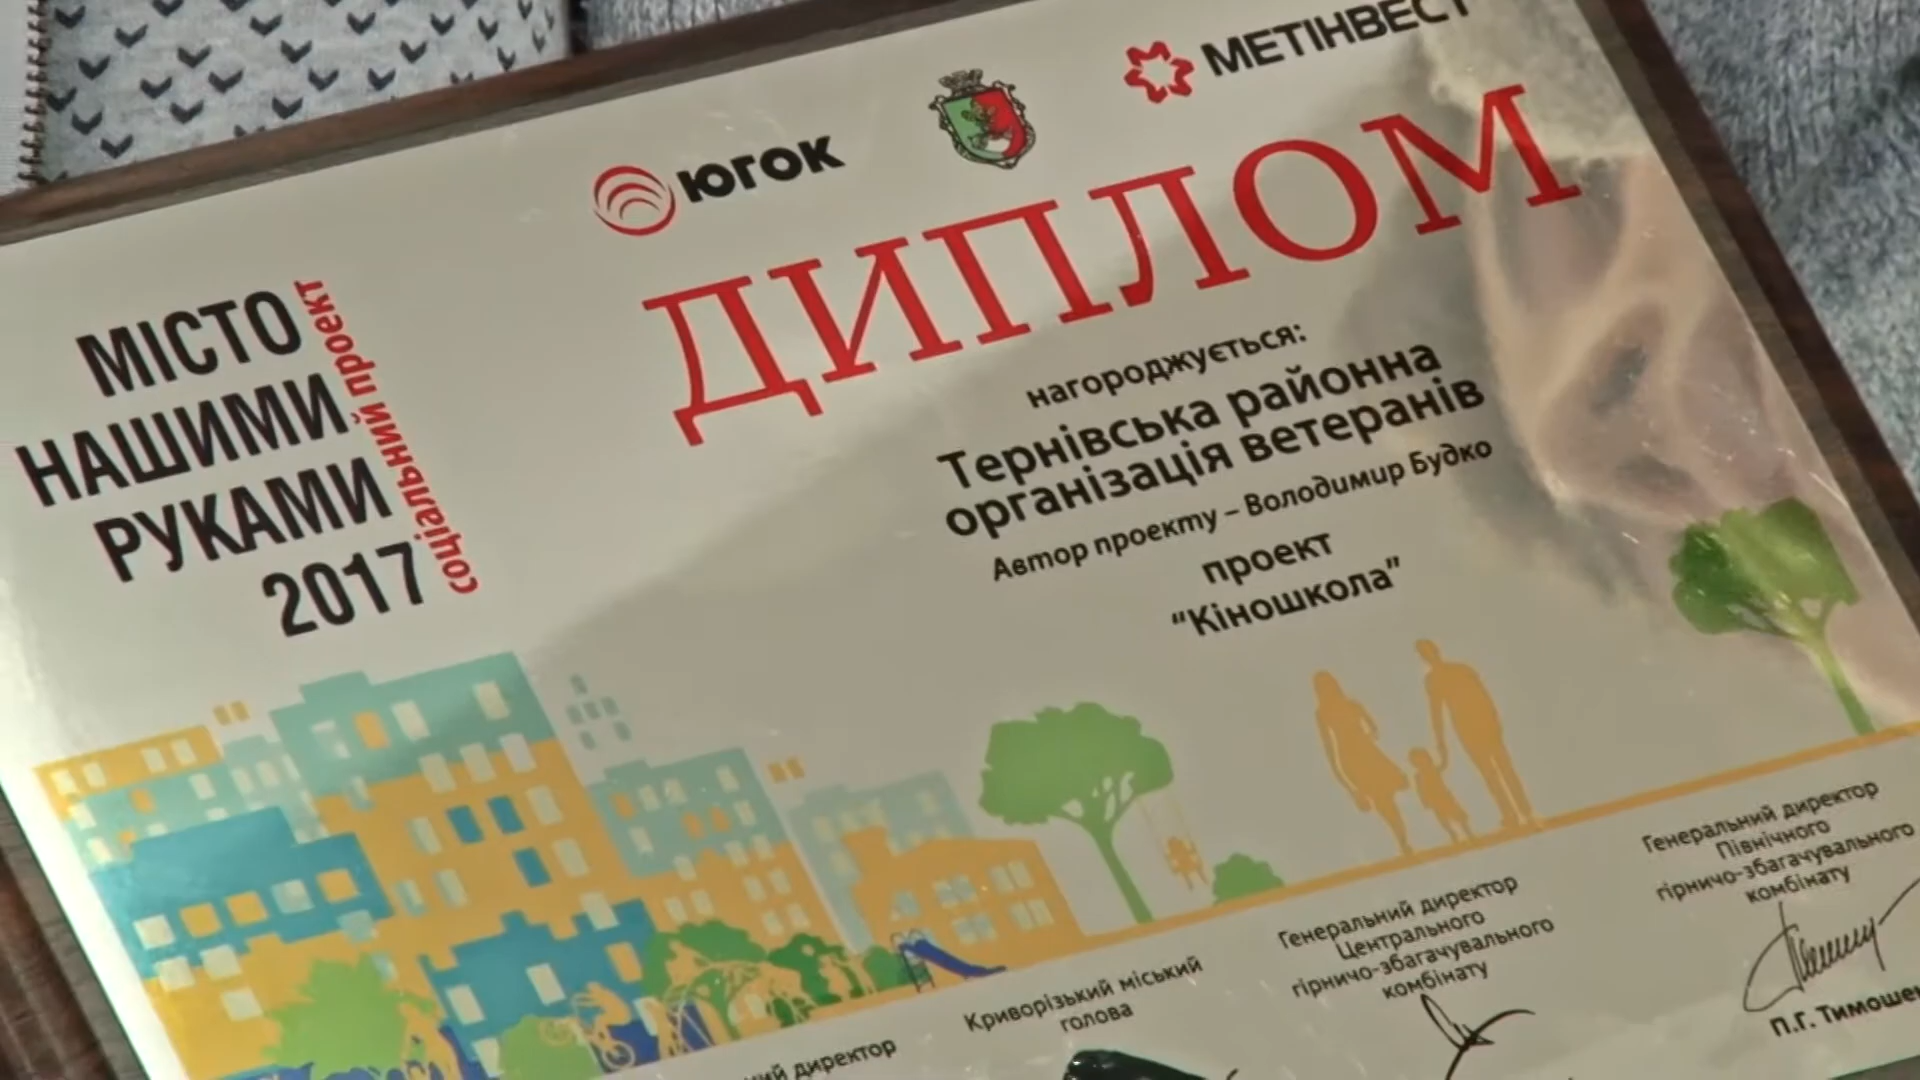 ЮГОК
МЕТІНВЕСТ
ДИПЛОМ
МІСТО
НАШИМИ
РУКАМИ
2017
соціальний проект
нагороджується:
Тернівська районна
організація ветеранів
Автор проекту – Володимир Будко
проект
“Кіношкола”
директор
Криворізький міський
голова
Генеральний директор
Центрального
гірничо-збагачувального
комбінату
Генеральний директор
Північного
гірничо-збагачувального
комбінату
П.Г.